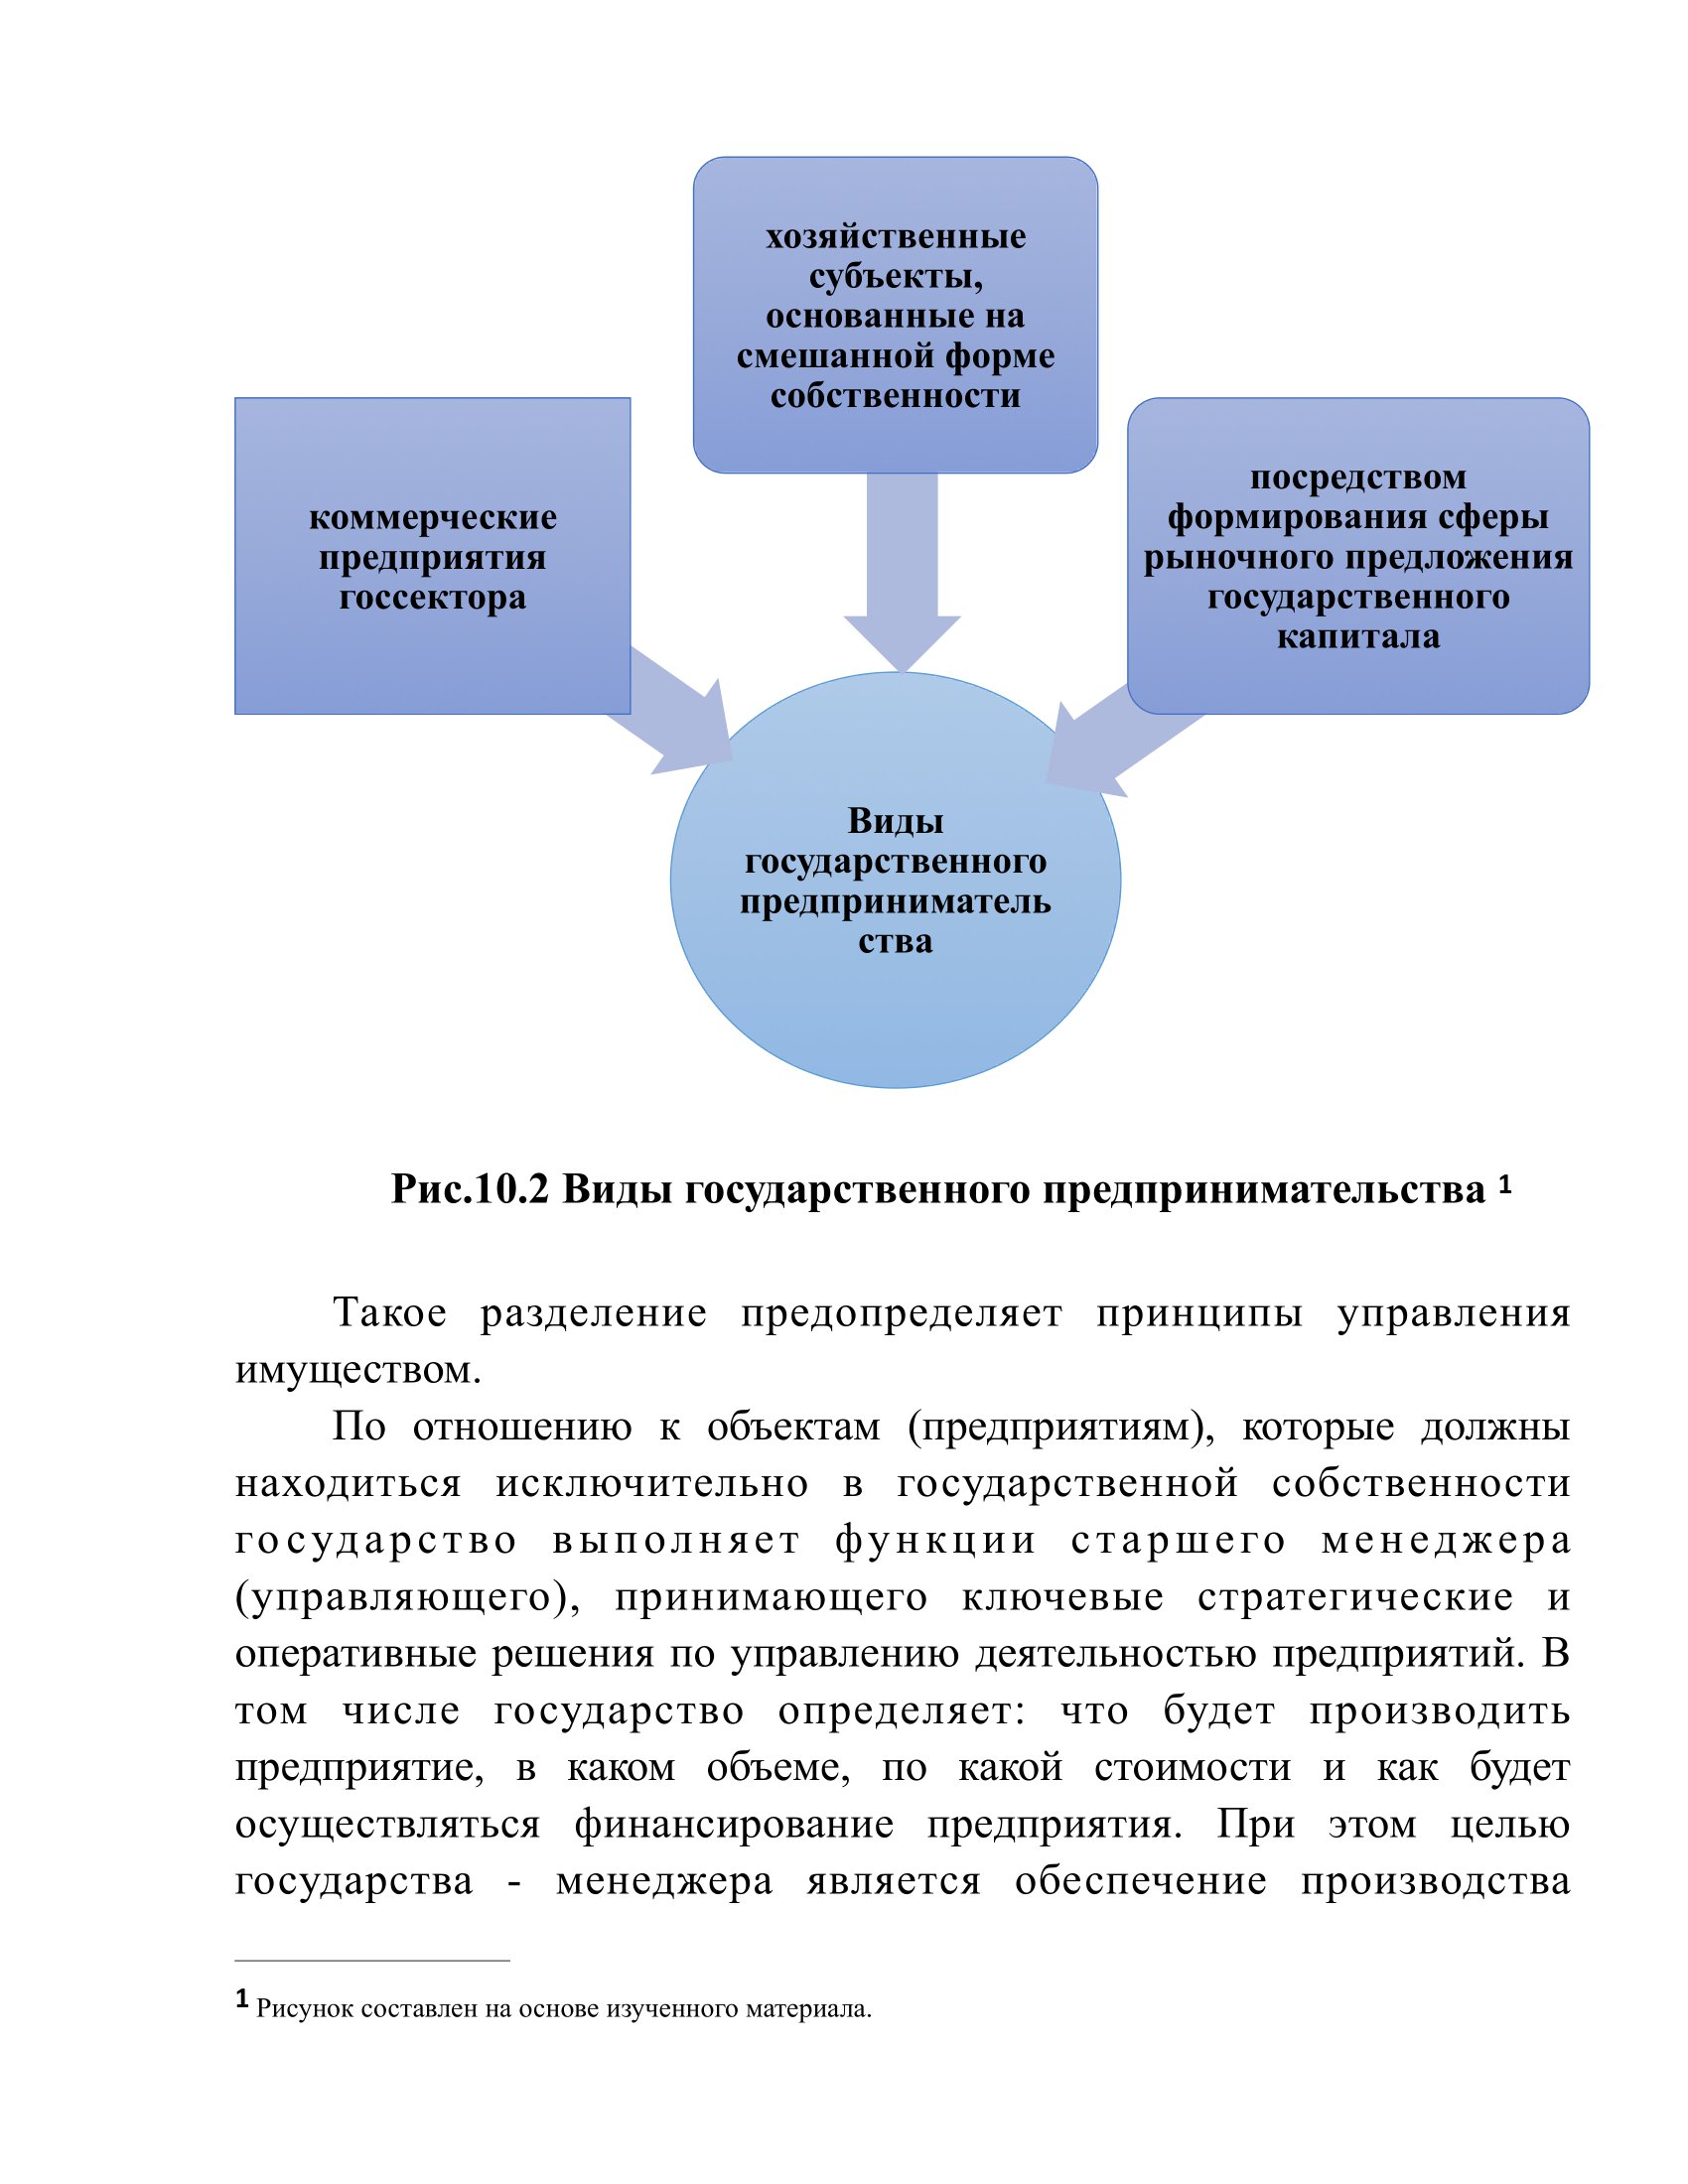 хозяйственные
субъекты,
основанные на
смешанной форме
собственности
коммерческие
предприятия
госсектора
посредством
формирования сферы
рыночного предложения
государственного
капитала
Виды
государственного
предприниматель
ства
Рис.10.2 Виды государственного предпринимательства 1
Такое разделение предопределяет принципы управления
имуществом.
По отношению к объектам (предприятиям), которые должны
находиться исключительно в государственной собственности
государство выполняет функции старшего менеджера
(управляющего), принимающего ключевые стратегические и
оперативные решения по управлению деятельностью предприятий. В
том числе государство определяет: что будет производить
предприятие, в каком объеме, по какой стоимости и как будет
осуществляться финансирование предприятия. При этом целью
государства - менеджера является обеспечение производства
1 Рисунок составлен на основе изученного материала.